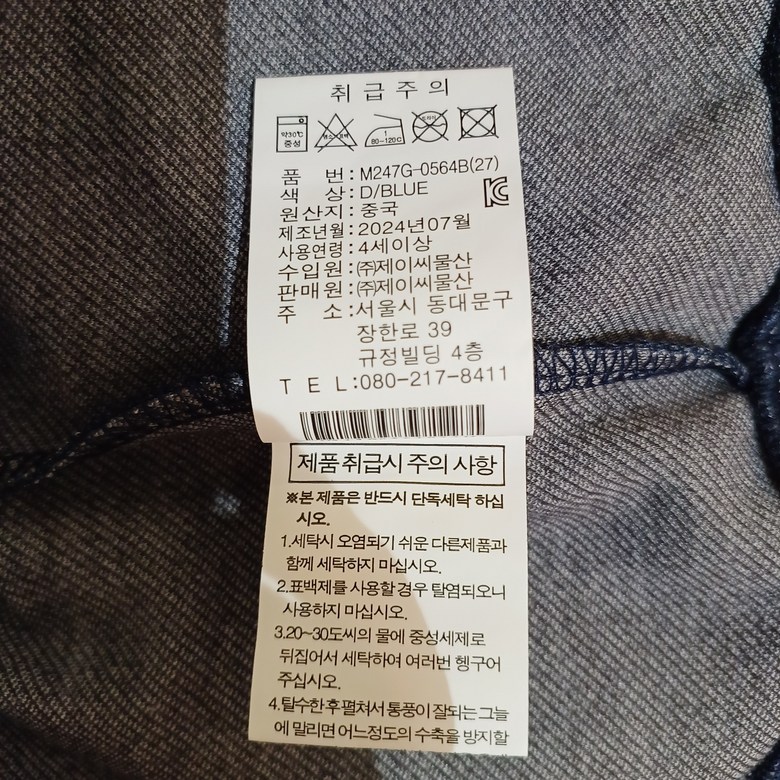 취급주의
약30℃
중성
염소표백
1
80~120℃
드라이
품 번:M247G-0564B(27)
색 상:D/BLUE
원산지:중국
제조년월:2024년07월
사용연령:4세이상
수입원:㈜제이씨물산
판매원:㈜제이씨물산
주 소:서울시 동대문구
장한로 39
규정빌딩 4층
TEL:080-217-8411
제품 취급시 주의 사항
※본 제품은 반드시 단독세탁 하십
시오.
1.세탁시 오염되기 쉬운 다른제품과
함께 세탁하지 마십시오.
2.표백제를 사용할 경우 탈염되오니
사용하지 마십시오.
3.20~30도씨의 물에 중성세제로
뒤집어서 세탁하여 여러번 헹구어
주십시오.
4.탈수한 후 펼쳐서 통풍이 잘되는 그늘
에 말리면 어느정도의 수축을 방지할